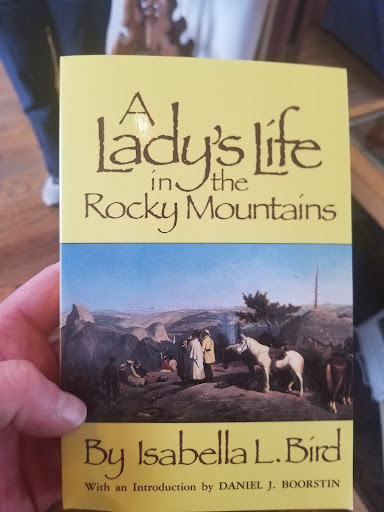 A
Lady's Life
in the
Rocky Mountains
By Isabella L. Bird
With an Introduction by DANIEL J. BOORSTIN